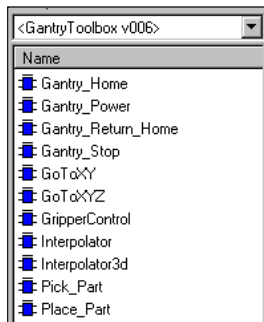 <GantryToolbox v006>
Name
Gantry_Home
Gantry_Power
Gantry_Return_Home
Gantry_Stop
GoToXY
GoToXYZ
GripperControl
Interpolator
Interpolator3d
Pick_Part
Place_Part